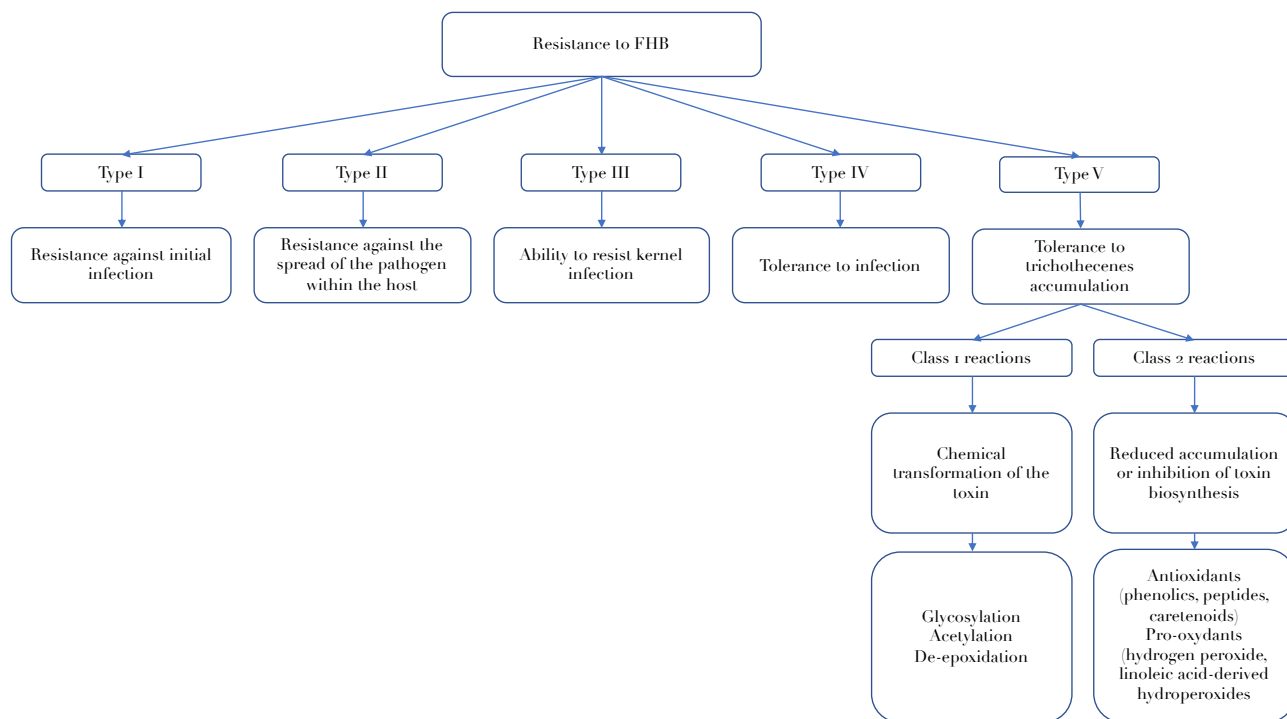 Resistance to FHB
Type I
Type II
Type III
Type IV
Type V
Resistance against initial
infection
Resistance against the
spread of the pathogen
within the host
Ability to resist kernel
infection
Tolerance to infection
Tolerance to
trichothecenes
accumulation
Class 1 reactions
Class 2 reactions
Chemical
transformation of the
toxin
Reduced accumulation
or inhibition of toxin
biosynthesis
Glycosylation
Acetylation
De-epoxidation
Antioxidants
(phenolics, peptides,
caretenoids)
Pro-oxydants
(hydrogen peroxide,
linoleic acid-derived
hydroperoxides